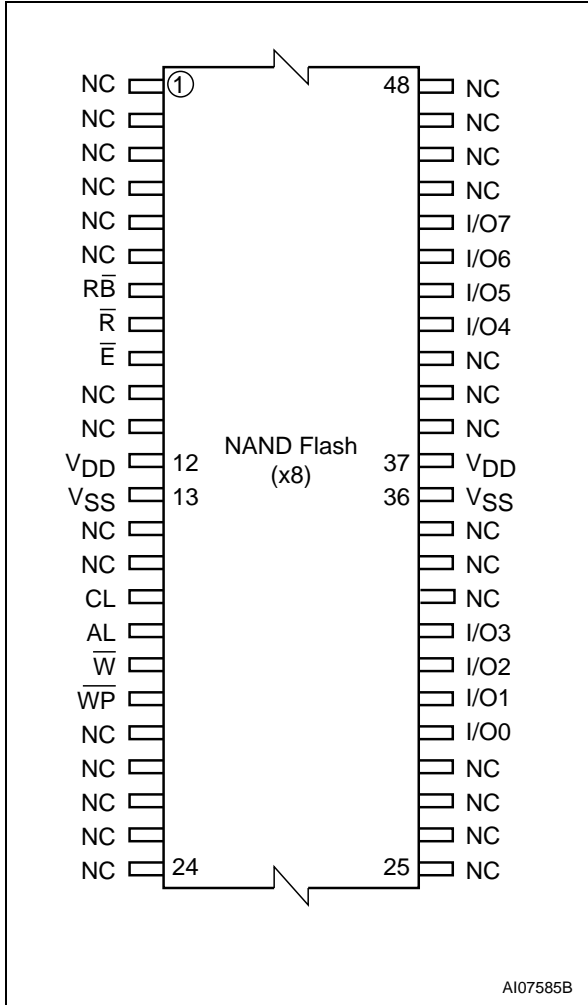 NC 1 48 NC
NC NC
NC NC
NC NC
NC I/O7
NC I/O6
RB̅ I/O5
R̅ I/O4
E̅ NC
NC NC
NC NC
NAND Flash
(x8)
VDD 12 37 VDD
VSS 13 36 VSS
NC NC
NC NC
CL NC
AL I/O3
W̅ I/O2
W̅P̅ I/O1
NC I/O0
NC NC
NC NC
NC NC
NC 24 25 NC
AI07585B